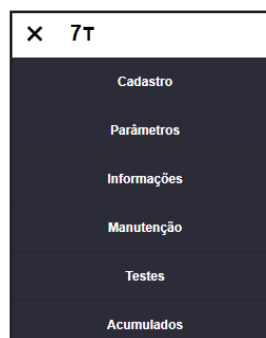 × 7T
Cadastro
Parâmetros
Informações
Manutenção
Testes
Acumulados